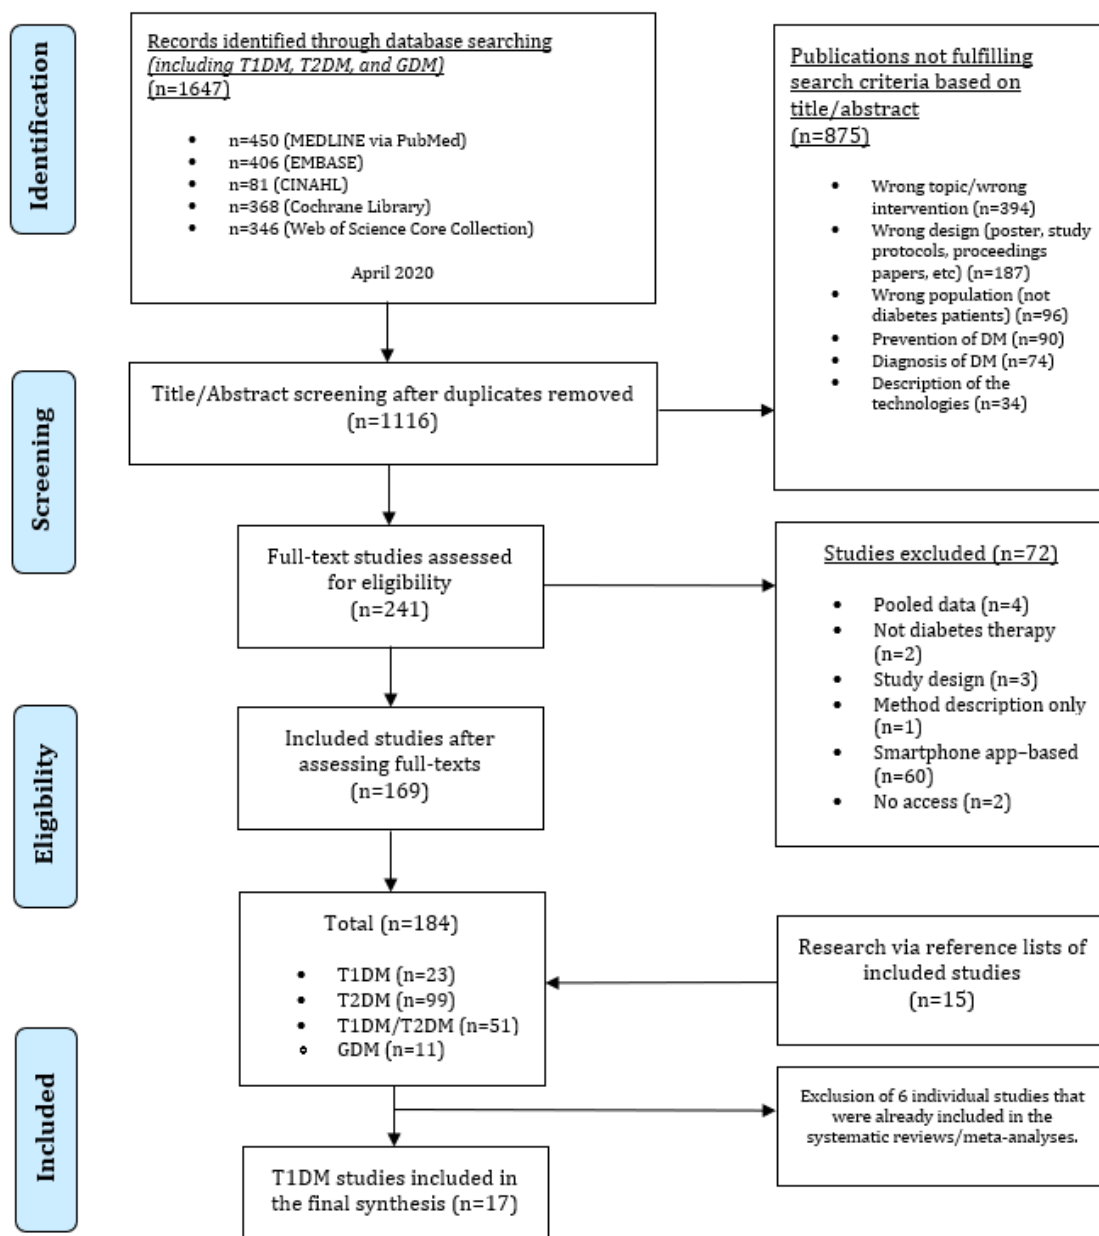 Identification
Records identified through database searching
(including T1DM, T2DM, and GDM)
(n=1647)
• n=450 (MEDLINE via PubMed)
• n=406 (EMBASE)
• n=81 (CINAHL)
• n=368 (Cochrane Library)
• n=346 (Web of Science Core Collection)
April 2020
Publications not fulfilling
search criteria based on
title/abstract
(n=875)
• Wrong topic/wrong
intervention (n=394)
• Wrong design (poster, study
protocols, proceedings
papers, etc) (n=187)
• Wrong population (not
diabetes patients) (n=96)
• Prevention of DM (n=90)
• Diagnosis of DM (n=74)
• Description of the
technologies (n=34)
Screening
Title/Abstract screening after duplicates removed
(n=1116)
Full-text studies assessed
for eligibility
(n=241)
Studies excluded (n=72)
• Pooled data (n=4)
• Not diabetes therapy
(n=2)
• Study design (n=3)
• Method description only
(n=1)
• Smartphone app–based
(n=60)
• No access (n=2)
Eligibility
Included studies after
assessing full-texts
(n=169)
Total (n=184)
• T1DM (n=23)
• T2DM (n=99)
• T1DM/T2DM (n=51)
• GDM (n=11)
Research via reference lists of
included studies
(n=15)
Included
Exclusion of 6 individual studies that
were already included in the
systematic reviews/meta-analyses.
T1DM studies included in
the final synthesis (n=17)